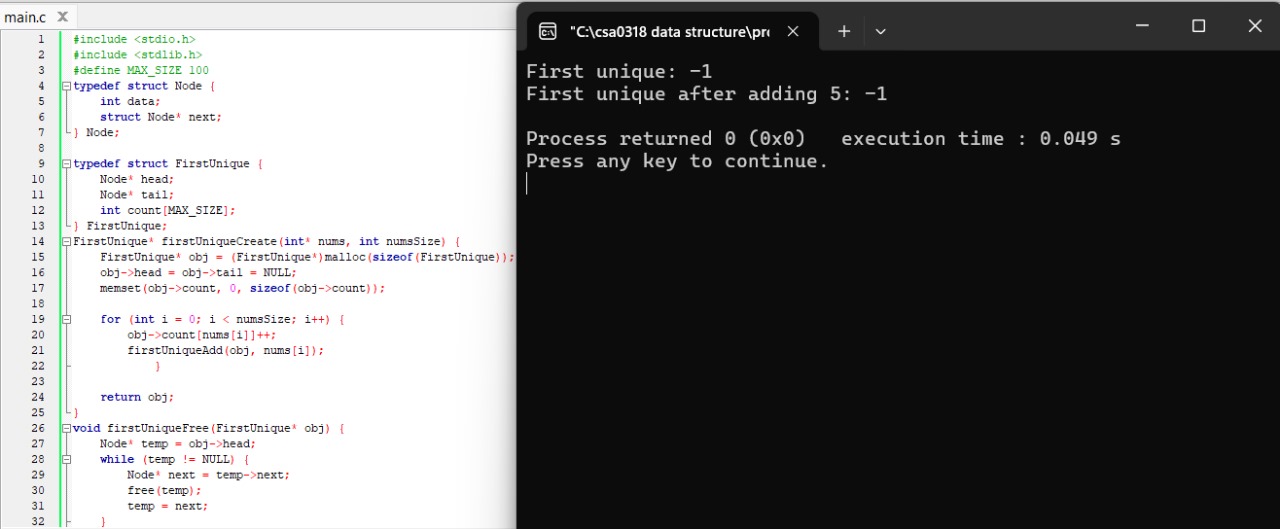 main.c X
1 #include <stdio.h>
2 #include <stdlib.h>
3 #define MAX_SIZE 100
4 typedef struct Node {
5 int data;
6 struct Node* next;
7 } Node;
8
9 typedef struct FirstUnique {
10 Node* head;
11 Node* tail;
12 int count[MAX_SIZE];
13 } FirstUnique;
14 FirstUnique* firstUniqueCreate(int* nums, int numsSize) {
15 FirstUnique* obj = (FirstUnique*)malloc(sizeof(FirstUnique));
16 obj->head = obj->tail = NULL;
17 memset(obj->count, 0, sizeof(obj->count));
18
19 for (int i = 0; i < numsSize; i++) {
20 obj->count[nums[i]]++;
21 firstUniqueAdd(obj, nums[i]);
22 }
23
24 return obj;
25 }
26 void firstUniqueFree(FirstUnique* obj) {
27 Node* temp = obj->head;
28 while (temp != NULL) {
29 Node* next = temp->next;
30 free(temp);
31 temp = next;
32 }
"C:\csa0318 data structure\pro
First unique: -1
First unique after adding 5: -1
Process returned 0 (0x0) execution time : 0.049 s
Press any key to continue.